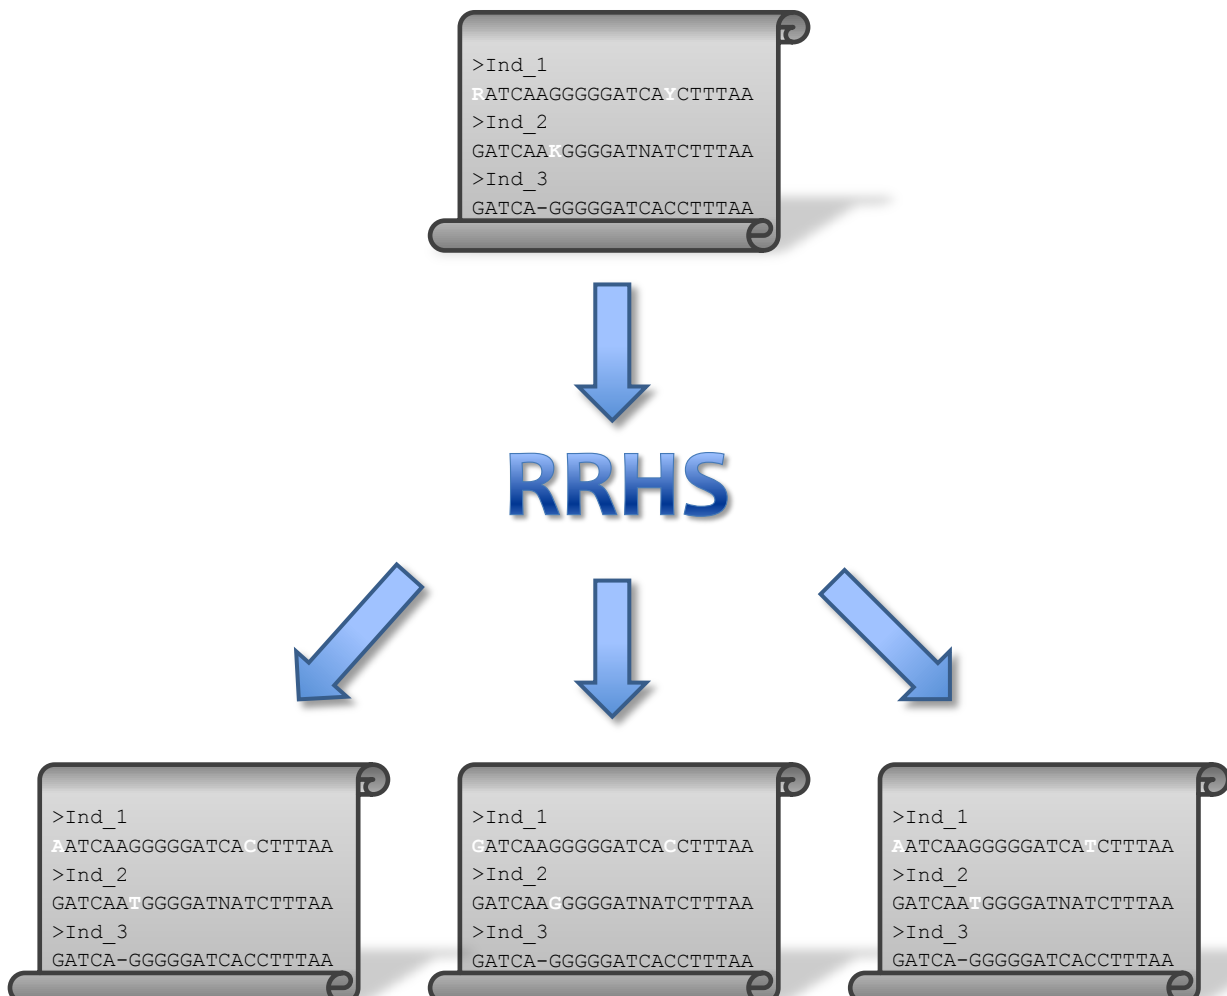 >Ind_1
RATCAAGGGGGATCAYCTTTAA
>Ind_2
GATCAAKGGGGATNATCTTTAA
>Ind_3
GATCA-GGGGGATCACCTTTAA
RRHS
>Ind_1
AATCAAGGGGGATCACCTTTAA
>Ind_2
GATCAATGGGGATNATCTTTAA
>Ind_3
GATCA-GGGGGATCACCTTTAA
>Ind_1
GATCAAGGGGGATCACCTTTAA
>Ind_2
GATCAAGGGGGATNATCTTTAA
>Ind_3
GATCA-GGGGGATCACCTTTAA
>Ind_1
AATCAAGGGGGATCATCTTTAA
>Ind_2
GATCAATGGGGATNATCTTTAA
>Ind_3
GATCA-GGGGGATCACCTTTAA